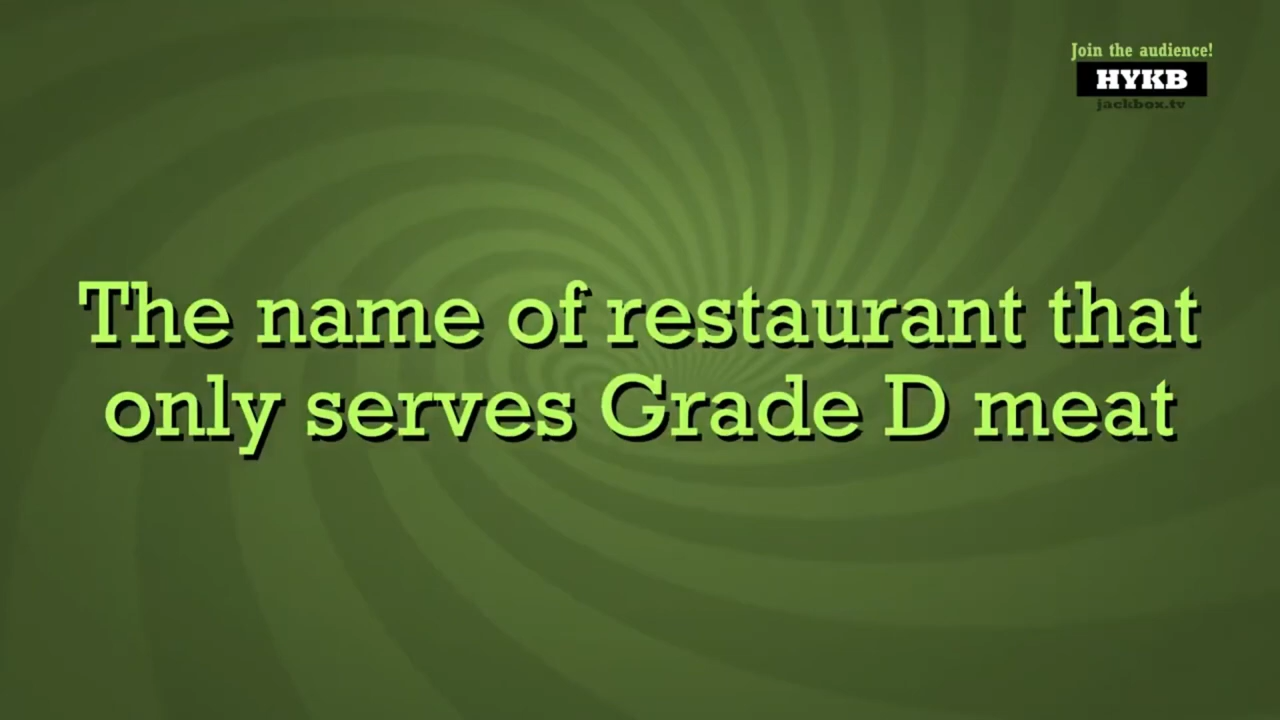 Join the audience!
HYKB
jackbox.tv
The name of restaurant that
only serves Grade D meat